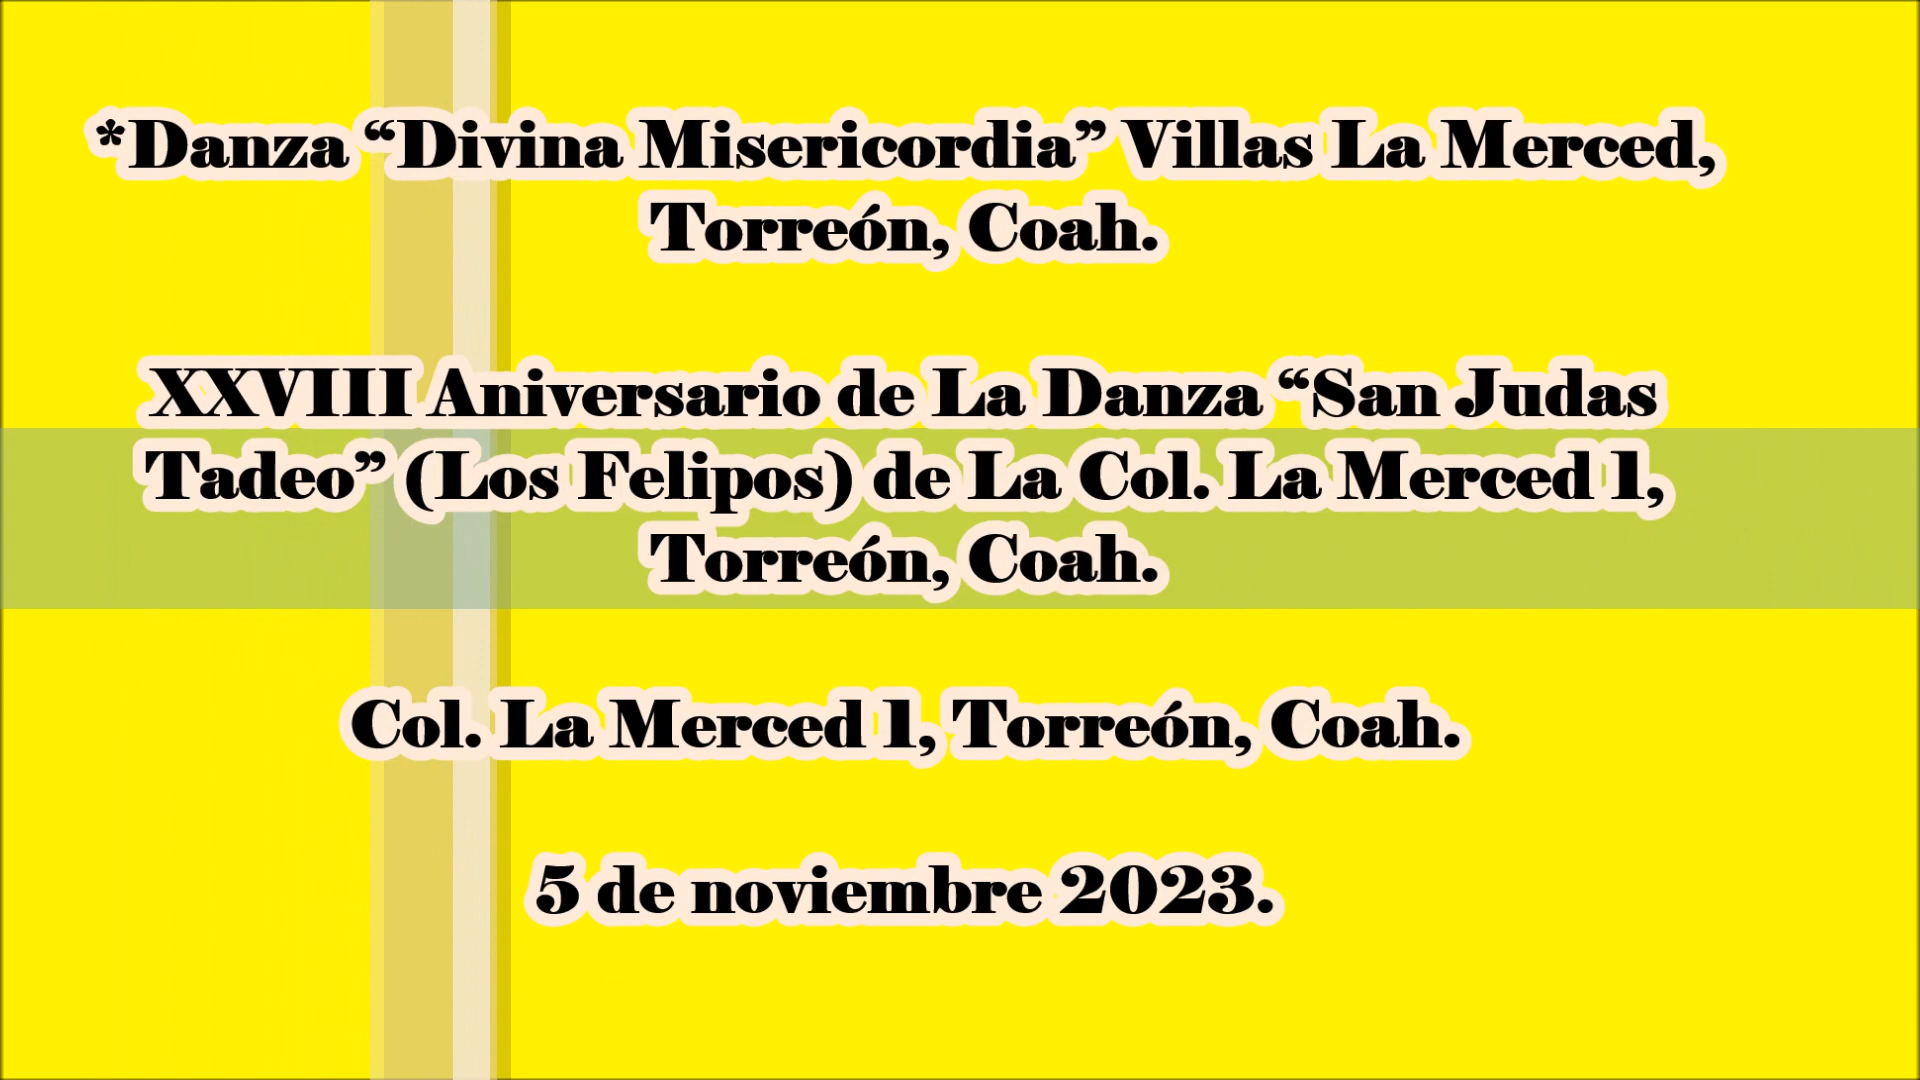 *Danza “Divina Misericordia” Villas La Merced,
Torreón, Coah.
XXVIII Aniversario de La Danza “San Judas
Tadeo” (Los Felipos) de La Col. La Merced 1,
Torreón, Coah.
Col. La Merced 1, Torreón, Coah.
5 de noviembre 2023.